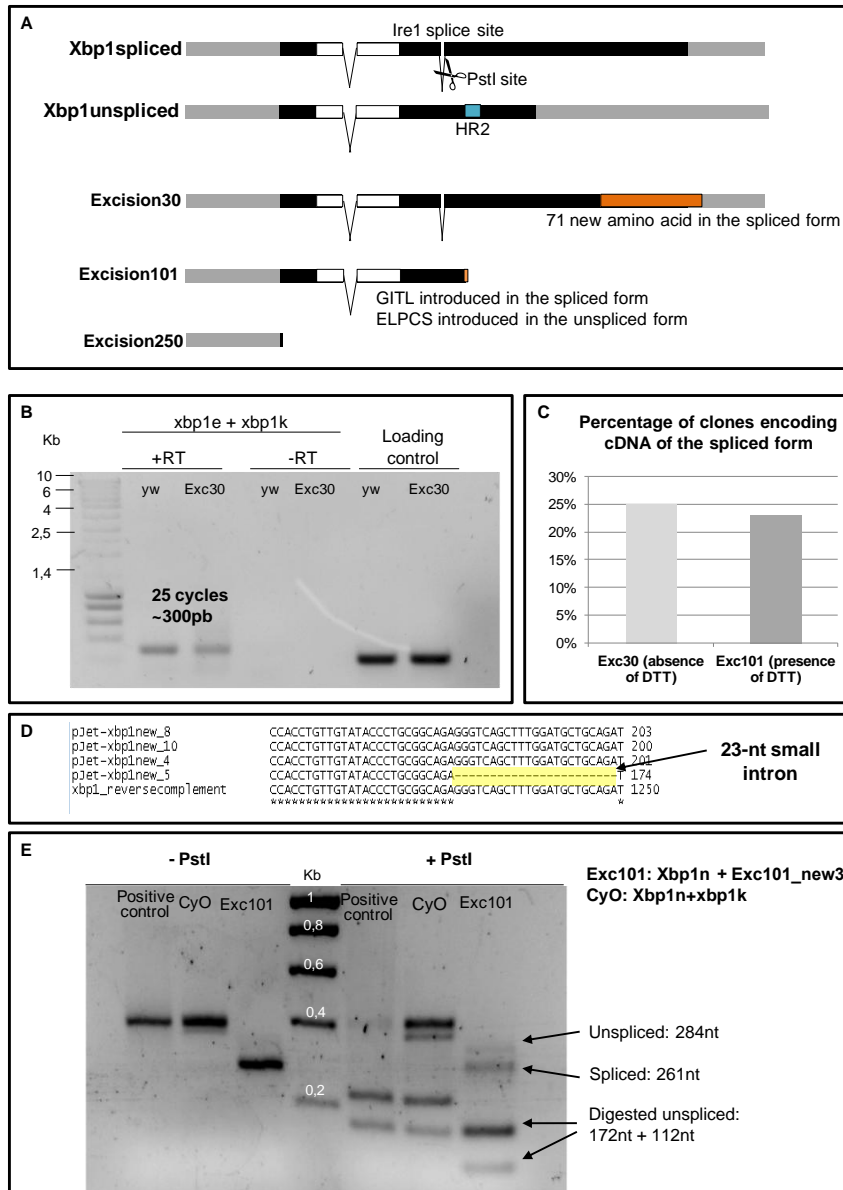 A
Ire1 splice site
Xbp1spliced
PstI site
Xbp1unspliced
HR2
Excision30
71 new amino acid in the spliced form
Excision101
GITL introduced in the spliced form
ELPCS introduced in the unspliced form
Excision250
B
xbp1e + xbp1k
Kb
+RT
-RT
Loading control
10
6
4
2,5
1,4
yw
Exc30
yw
Exc30
yw
Exc30
25 cycles
~300pb
C
Percentage of clones encoding
cDNA of the spliced form
30%
25%
20%
15%
10%
5%
0%
Exc30 (absence of DTT)
Exc101 (presence of DTT)
D
pJet-xbp1new_8 CCACCTGTTGTATACCCTGCGGCAGAGGGTCAGCTTTGGATGCTGCAGAT 203
pJet-xbp1new_10 CCACCTGTTGTATACCCTGCGGCAGAGGGTCAGCTTTGGATGCTGCAGAT 200
pJet-xbp1new_4 CCACCTGTTGTATACCCTGCGGCAGAGGGTCAGCTTTGGATGCTGCAGAT 201
pJet-xbp1new_5 CCACCTGTTGTATACCCTGCGGCAGA-----------------------T 174
xbp1_reversecomplement CCACCTGTTGTATACCCTGCGGCAGAGGGTCAGCTTTGGATGCTGCAGAT 1250
************************** *
23-nt small
intron
E
- PstI
Kb
+ PstI
Positive control
CyO
Exc101
1
0,8
0,6
0,4
0,2
Positive control
CyO
Exc101
Exc101: Xbp1n + Exc101_new3
CyO: Xbp1n+xbp1k
Unspliced: 284nt
Spliced: 261nt
Digested unspliced:
172nt + 112nt